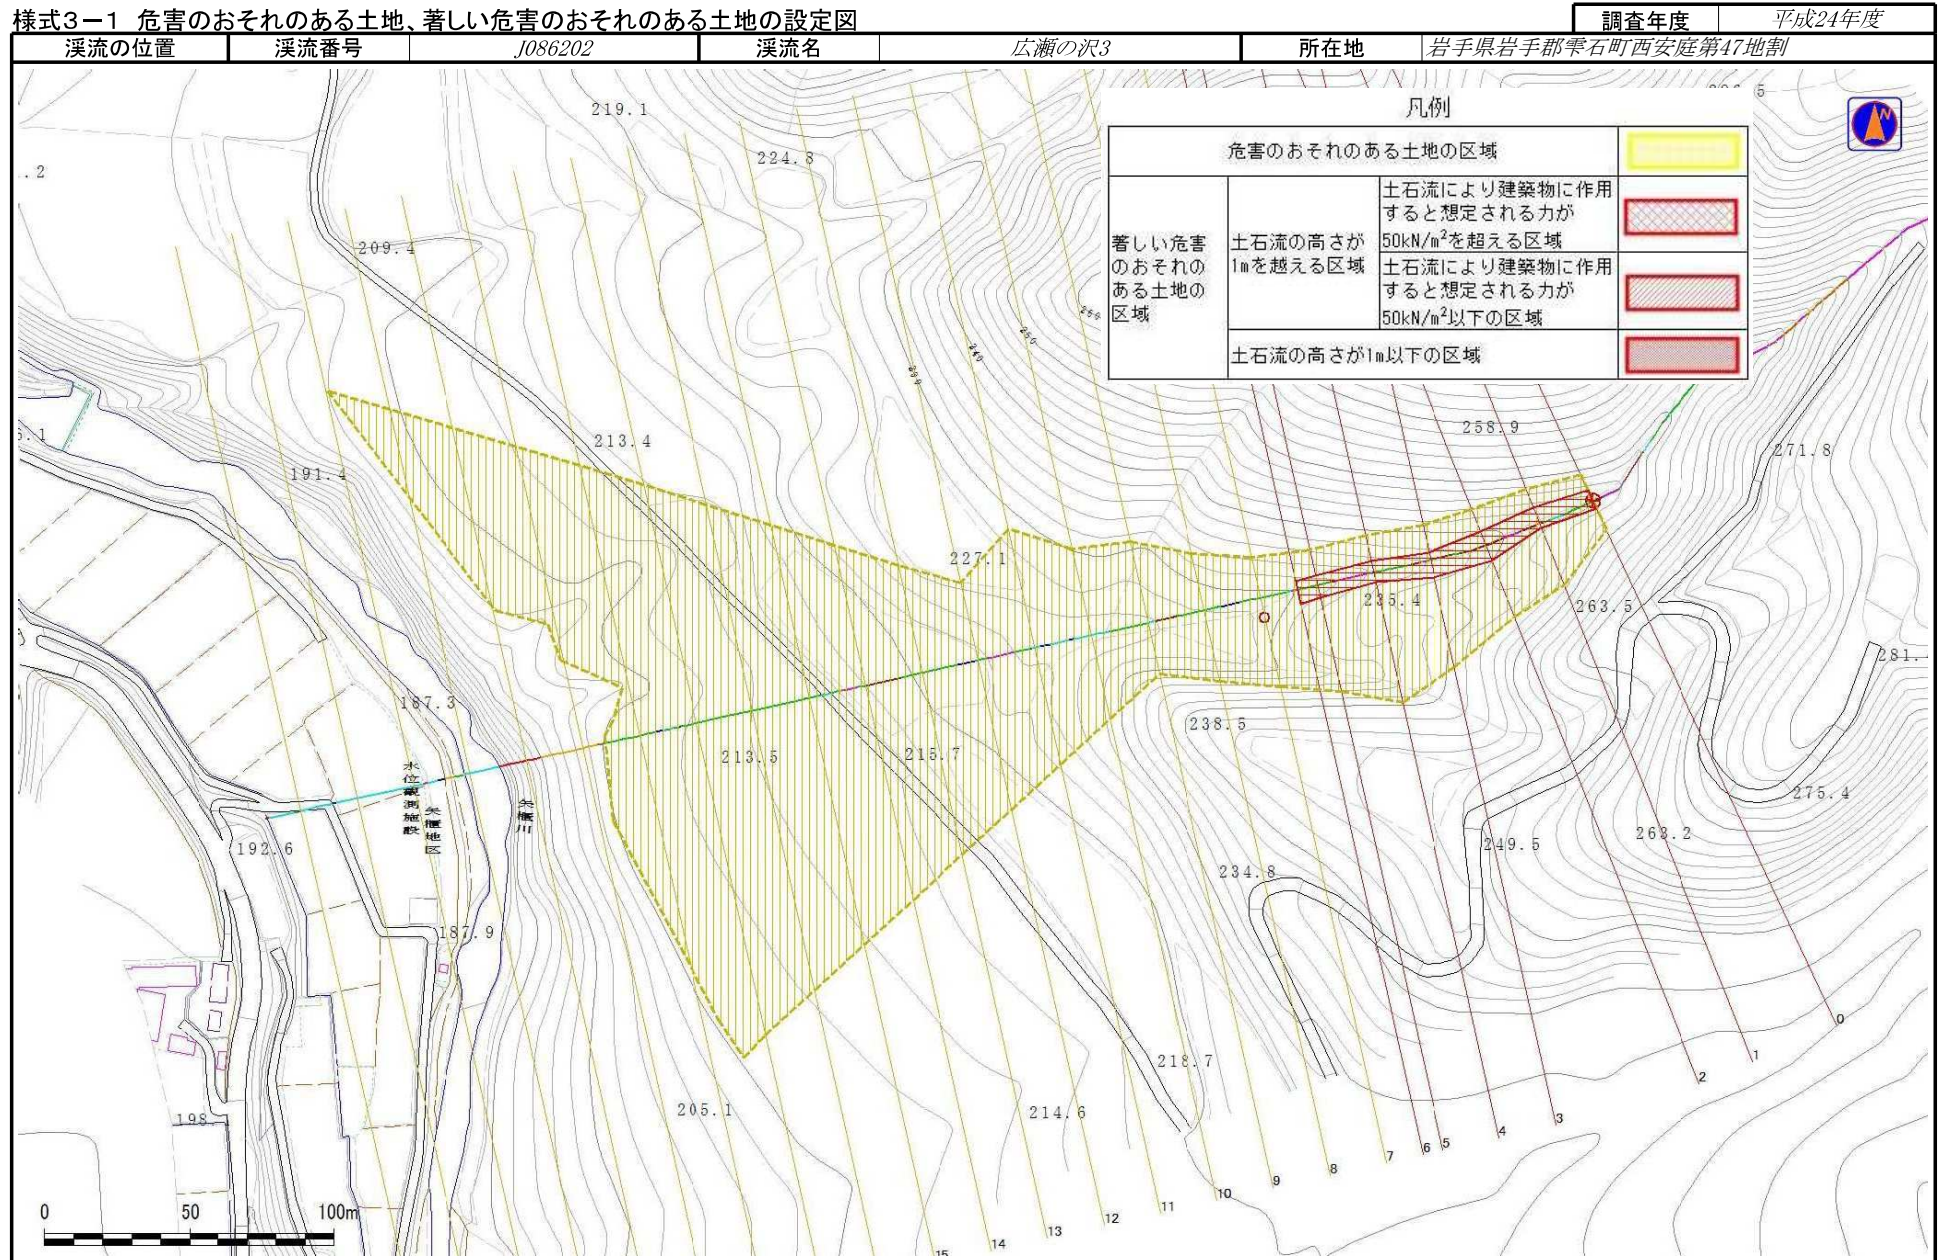 様式3-1 危害のおそれのある土地、著しい危害のおそれのある土地の設定図
調査年度 平成24年度
渓流の位置 渓流番号 J086202 渓流名 広瀬の沢3 所在地 岩手県岩手郡雫石町西安庭第47地割
凡例
危害のおそれのある土地の区域
著しい危害
のおそれの
ある土地の
区域
土石流の高さが
1mを越える区域
土石流により建築物に作用
すると想定される力が
50kN/m²を超える区域
土石流により建築物に作用
すると想定される力が
50kN/m²以下の区域
土石流の高さが1m以下の区域
N
219.1
224.8
.2
209.4
240
250
213.4
191.4
258.9
271.8
227.1
235.4
263.5
281.
187.3
238.5
213.5
215.7
275.4
263.2
249.5
234.8
192.6
187.9
水位観測施設
矢櫃地区
矢櫃川
218.7
205.1
214.6
198.
0
1
2
3
4
5
6
7
8
9
10
11
12
13
14
15
0 50 100m